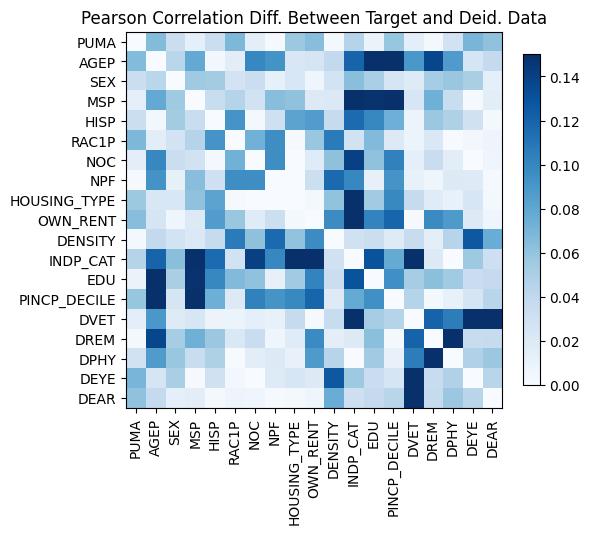 Pearson Correlation Diff. Between Target and Deid. Data
PUMA
AGEP
SEX
MSP
HISP
RAC1P
NOC
NPF
HOUSING_TYPE
OWN_RENT
DENSITY
INDP_CAT
EDU
PINCP_DECILE
DVET
DREM
DPHY
DEYE
DEAR
PUMA
AGEP
SEX
MSP
HISP
RAC1P
NOC
NPF
HOUSING_TYPE
OWN_RENT
DENSITY
INDP_CAT
EDU
PINCP_DECILE
DVET
DREM
DPHY
DEYE
DEAR
0.14
0.12
0.10
0.08
0.06
0.04
0.02
0.00